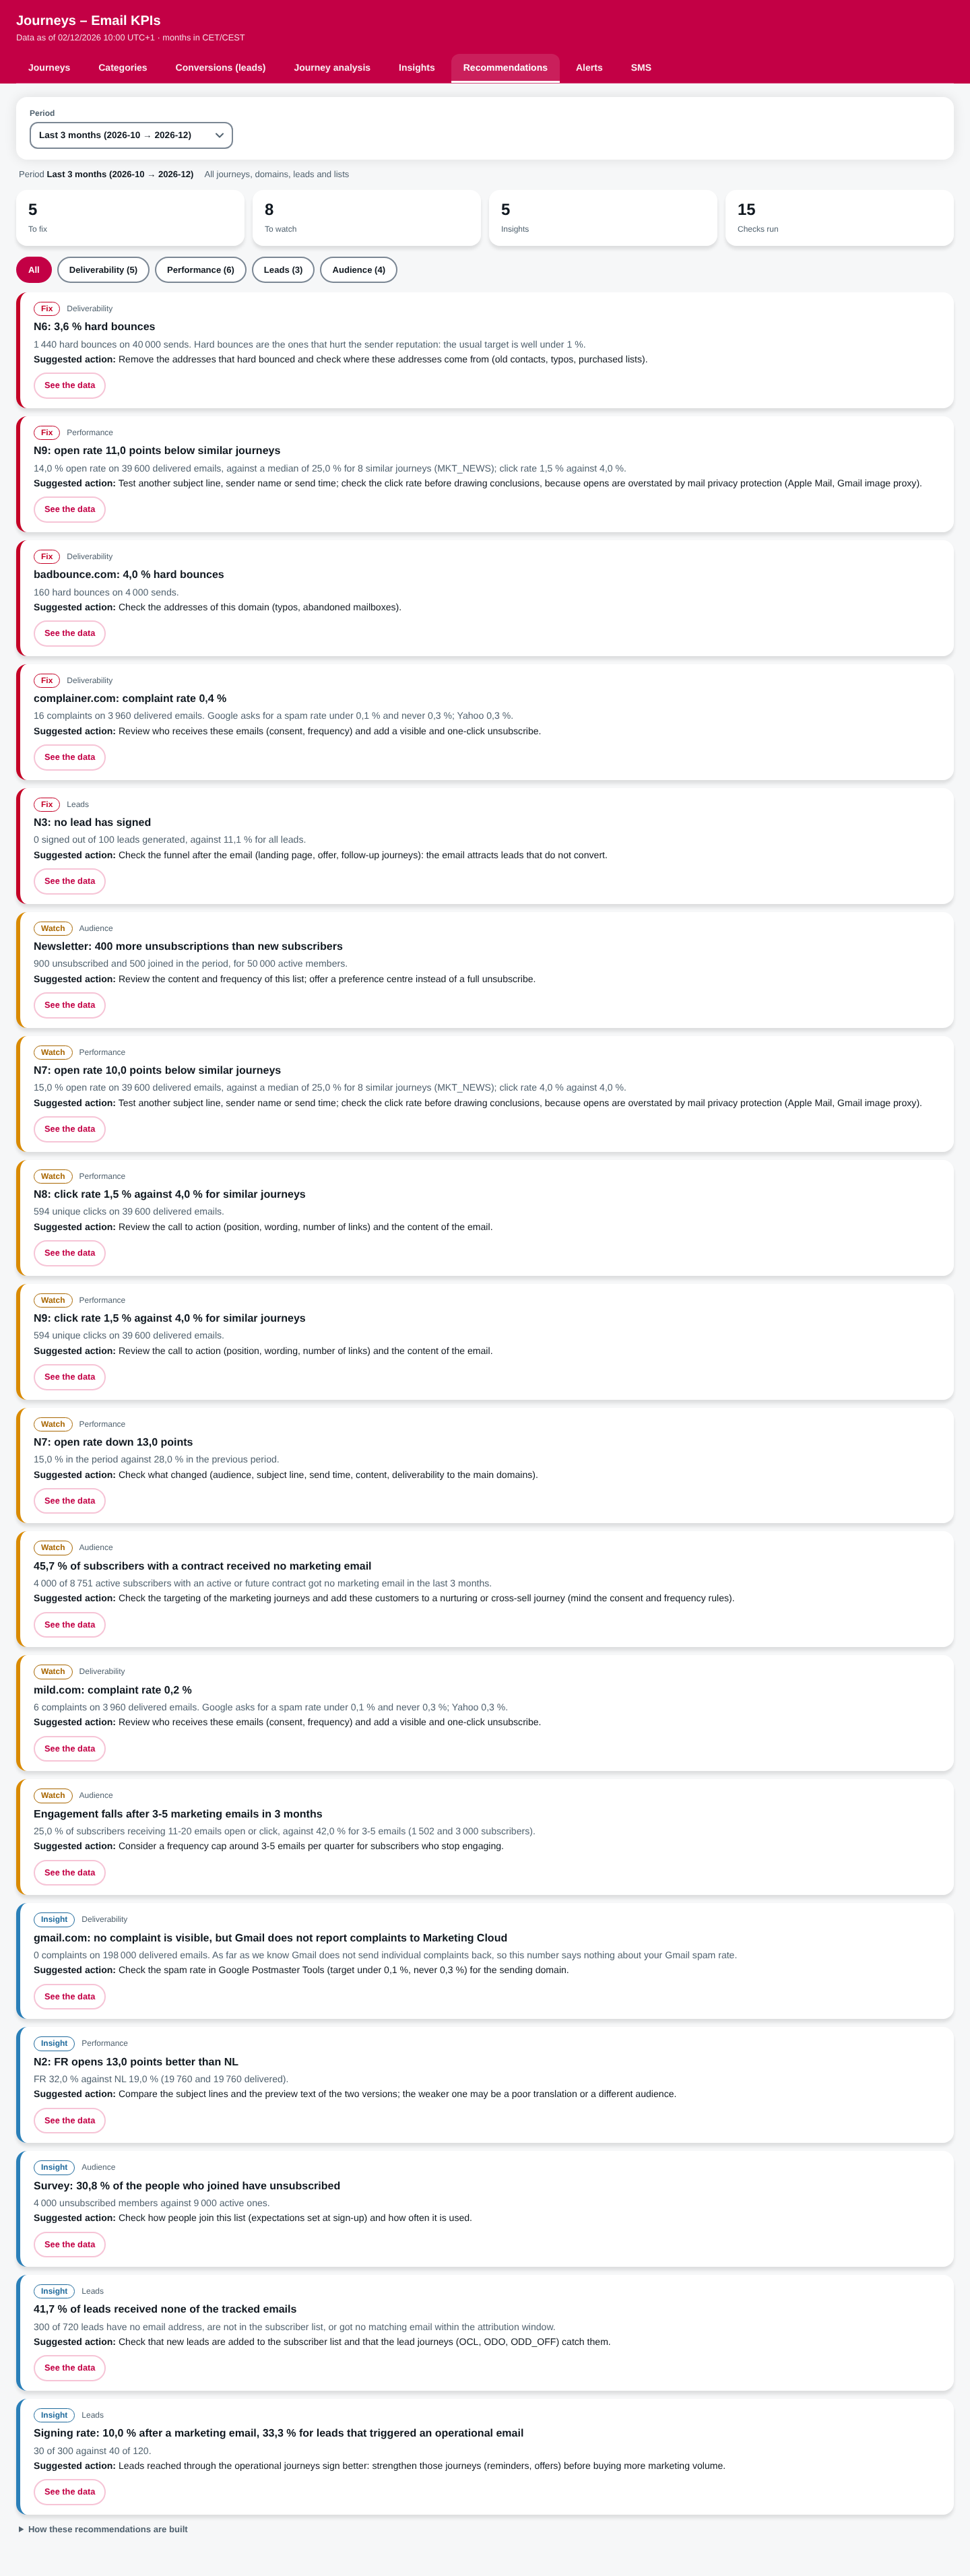 Journeys – Email KPIs
Data as of 02/12/2026 10:00 UTC+1 · months in CET/CEST
Journeys Categories Conversions (leads) Journey analysis Insights Recommendations Alerts SMS
Period
Last 3 months (2026-10 → 2026-12)
Period Last 3 months (2026-10 → 2026-12) All journeys, domains, leads and lists
5
To fix
8
To watch
5
Insights
15
Checks run
All Deliverability (5) Performance (6) Leads (3) Audience (4)
Fix Deliverability
N6: 3,6 % hard bounces
1 440 hard bounces on 40 000 sends. Hard bounces are the ones that hurt the sender reputation: the usual target is well under 1 %.
Suggested action: Remove the addresses that hard bounced and check where these addresses come from (old contacts, typos, purchased lists).
See the data
Fix Performance
N9: open rate 11,0 points below similar journeys
14,0 % open rate on 39 600 delivered emails, against a median of 25,0 % for 8 similar journeys (MKT_NEWS); click rate 1,5 % against 4,0 %.
Suggested action: Test another subject line, sender name or send time; check the click rate before drawing conclusions, because opens are overstated by mail privacy protection (Apple Mail, Gmail image proxy).
See the data
Fix Deliverability
badbounce.com: 4,0 % hard bounces
160 hard bounces on 4 000 sends.
Suggested action: Check the addresses of this domain (typos, abandoned mailboxes).
See the data
Fix Deliverability
complainer.com: complaint rate 0,4 %
16 complaints on 3 960 delivered emails. Google asks for a spam rate under 0,1 % and never 0,3 %; Yahoo 0,3 %.
Suggested action: Review who receives these emails (consent, frequency) and add a visible and one-click unsubscribe.
See the data
Fix Leads
N3: no lead has signed
0 signed out of 100 leads generated, against 11,1 % for all leads.
Suggested action: Check the funnel after the email (landing page, offer, follow-up journeys): the email attracts leads that do not convert.
See the data
Watch Audience
Newsletter: 400 more unsubscriptions than new subscribers
900 unsubscribed and 500 joined in the period, for 50 000 active members.
Suggested action: Review the content and frequency of this list; offer a preference centre instead of a full unsubscribe.
See the data
Watch Performance
N7: open rate 10,0 points below similar journeys
15,0 % open rate on 39 600 delivered emails, against a median of 25,0 % for 8 similar journeys (MKT_NEWS); click rate 4,0 % against 4,0 %.
Suggested action: Test another subject line, sender name or send time; check the click rate before drawing conclusions, because opens are overstated by mail privacy protection (Apple Mail, Gmail image proxy).
See the data
Watch Performance
N8: click rate 1,5 % against 4,0 % for similar journeys
594 unique clicks on 39 600 delivered emails.
Suggested action: Review the call to action (position, wording, number of links) and the content of the email.
See the data
Watch Performance
N9: click rate 1,5 % against 4,0 % for similar journeys
594 unique clicks on 39 600 delivered emails.
Suggested action: Review the call to action (position, wording, number of links) and the content of the email.
See the data
Watch Performance
N7: open rate down 13,0 points
15,0 % in the period against 28,0 % in the previous period.
Suggested action: Check what changed (audience, subject line, send time, content, deliverability to the main domains).
See the data
Watch Audience
45,7 % of subscribers with a contract received no marketing email
4 000 of 8 751 active subscribers with an active or future contract got no marketing email in the last 3 months.
Suggested action: Check the targeting of the marketing journeys and add these customers to a nurturing or cross-sell journey (mind the consent and frequency rules).
See the data
Watch Deliverability
mild.com: complaint rate 0,2 %
6 complaints on 3 960 delivered emails. Google asks for a spam rate under 0,1 % and never 0,3 %; Yahoo 0,3 %.
Suggested action: Review who receives these emails (consent, frequency) and add a visible and one-click unsubscribe.
See the data
Watch Audience
Engagement falls after 3-5 marketing emails in 3 months
25,0 % of subscribers receiving 11-20 emails open or click, against 42,0 % for 3-5 emails (1 502 and 3 000 subscribers).
Suggested action: Consider a frequency cap around 3-5 emails per quarter for subscribers who stop engaging.
See the data
Insight Deliverability
gmail.com: no complaint is visible, but Gmail does not report complaints to Marketing Cloud
0 complaints on 198 000 delivered emails. As far as we know Gmail does not send individual complaints back, so this number says nothing about your Gmail spam rate.
Suggested action: Check the spam rate in Google Postmaster Tools (target under 0,1 %, never 0,3 %) for the sending domain.
See the data
Insight Performance
N2: FR opens 13,0 points better than NL
FR 32,0 % against NL 19,0 % (19 760 and 19 760 delivered).
Suggested action: Compare the subject lines and the preview text of the two versions; the weaker one may be a poor translation or a different audience.
See the data
Insight Audience
Survey: 30,8 % of the people who joined have unsubscribed
4 000 unsubscribed members against 9 000 active ones.
Suggested action: Check how people join this list (expectations set at sign-up) and how often it is used.
See the data
Insight Leads
41,7 % of leads received none of the tracked emails
300 of 720 leads have no email address, are not in the subscriber list, or got no matching email within the attribution window.
Suggested action: Check that new leads are added to the subscriber list and that the lead journeys (OCL, ODO, ODD_OFF) catch them.
See the data
Insight Leads
Signing rate: 10,0 % after a marketing email, 33,3 % for leads that triggered an operational email
30 of 300 against 40 of 120.
Suggested action: Leads reached through the operational journeys sign better: strengthen those journeys (reminders, offers) before buying more marketing volume.
See the data
▶ How these recommendations are built